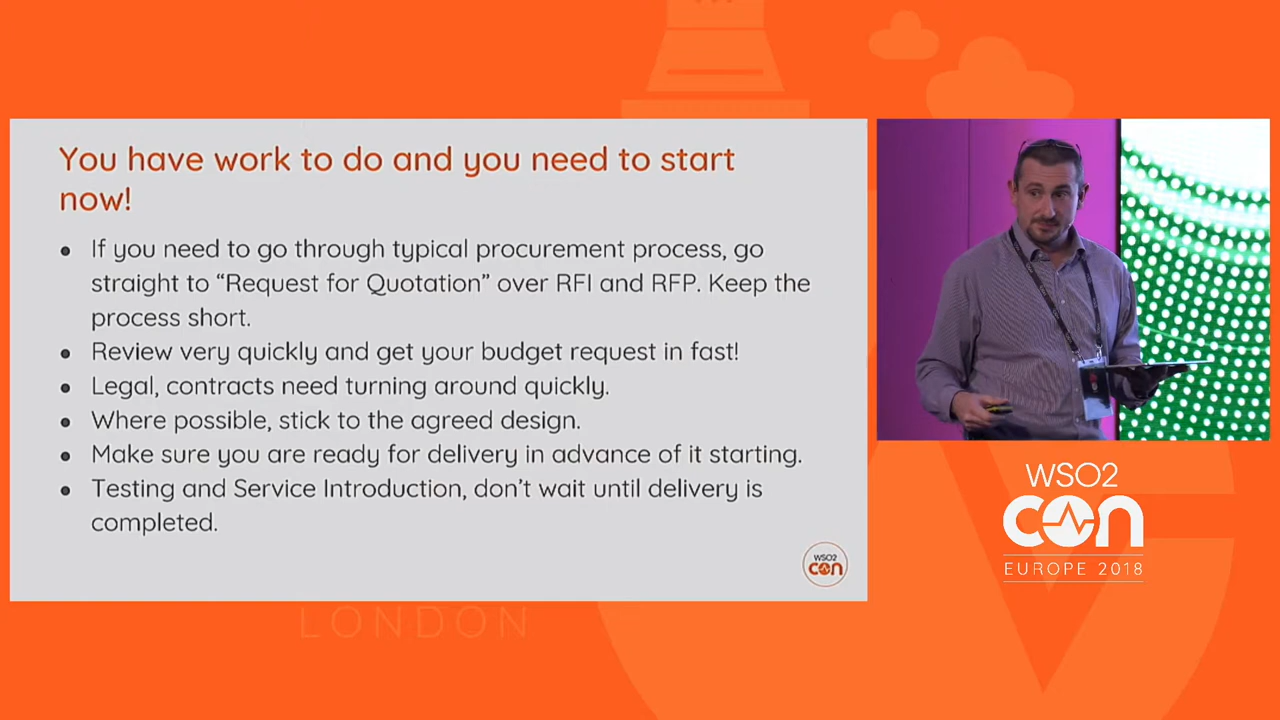 You have work to do and you need to start
now!
● If you need to go through typical procurement process, go
straight to “Request for Quotation” over RFI and RFP. Keep the
process short.
● Review very quickly and get your budget request in fast!
● Legal, contracts need turning around quickly.
● Where possible, stick to the agreed design.
● Make sure you are ready for delivery in advance of it starting.
● Testing and Service Introduction, don’t wait until delivery is
completed.
WSO2
con
WSO2
con
EUROPE 2018
LONDON